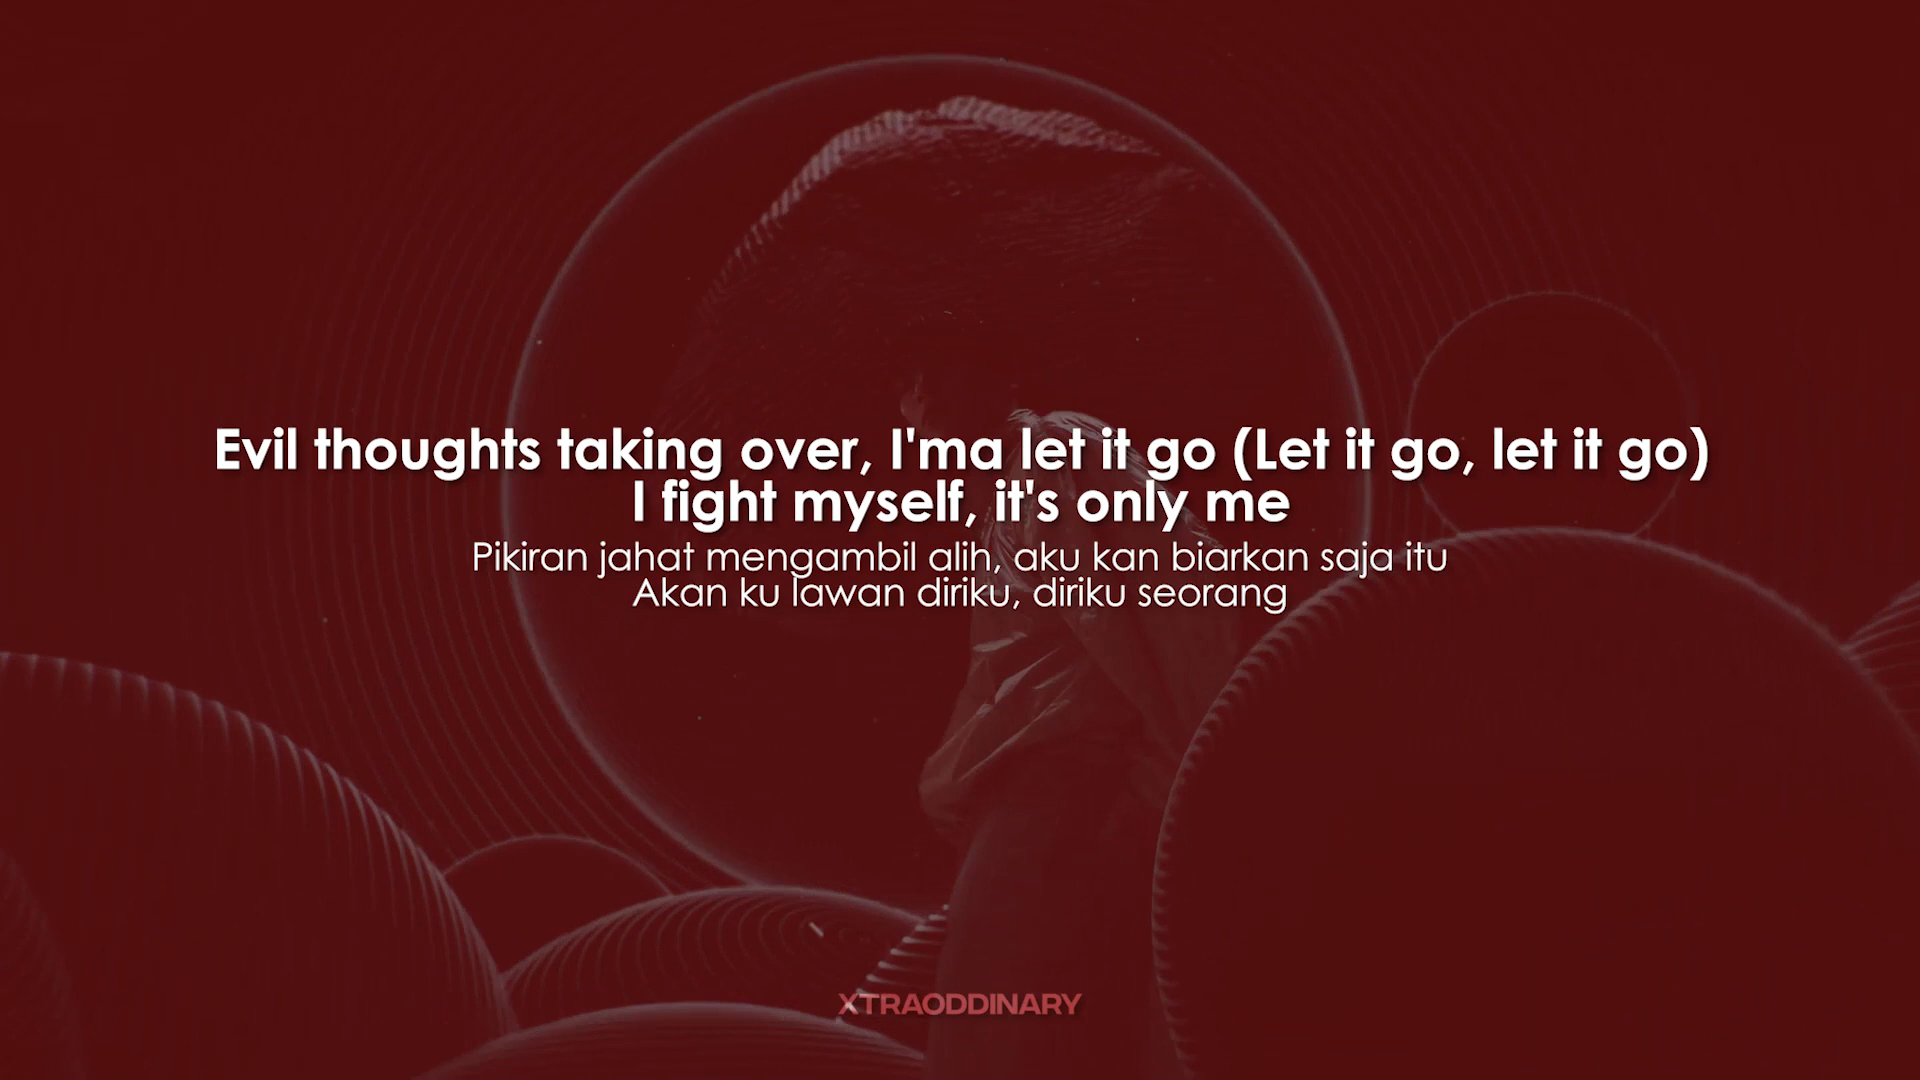 Evil thoughts taking over, I'ma let it go (Let it go, let it go)
I fight myself, it's only me
Pikiran jahat mengambil alih, aku kan biarkan saja itu
Akan ku lawan diriku, diriku seorang
XTRAODDINARY